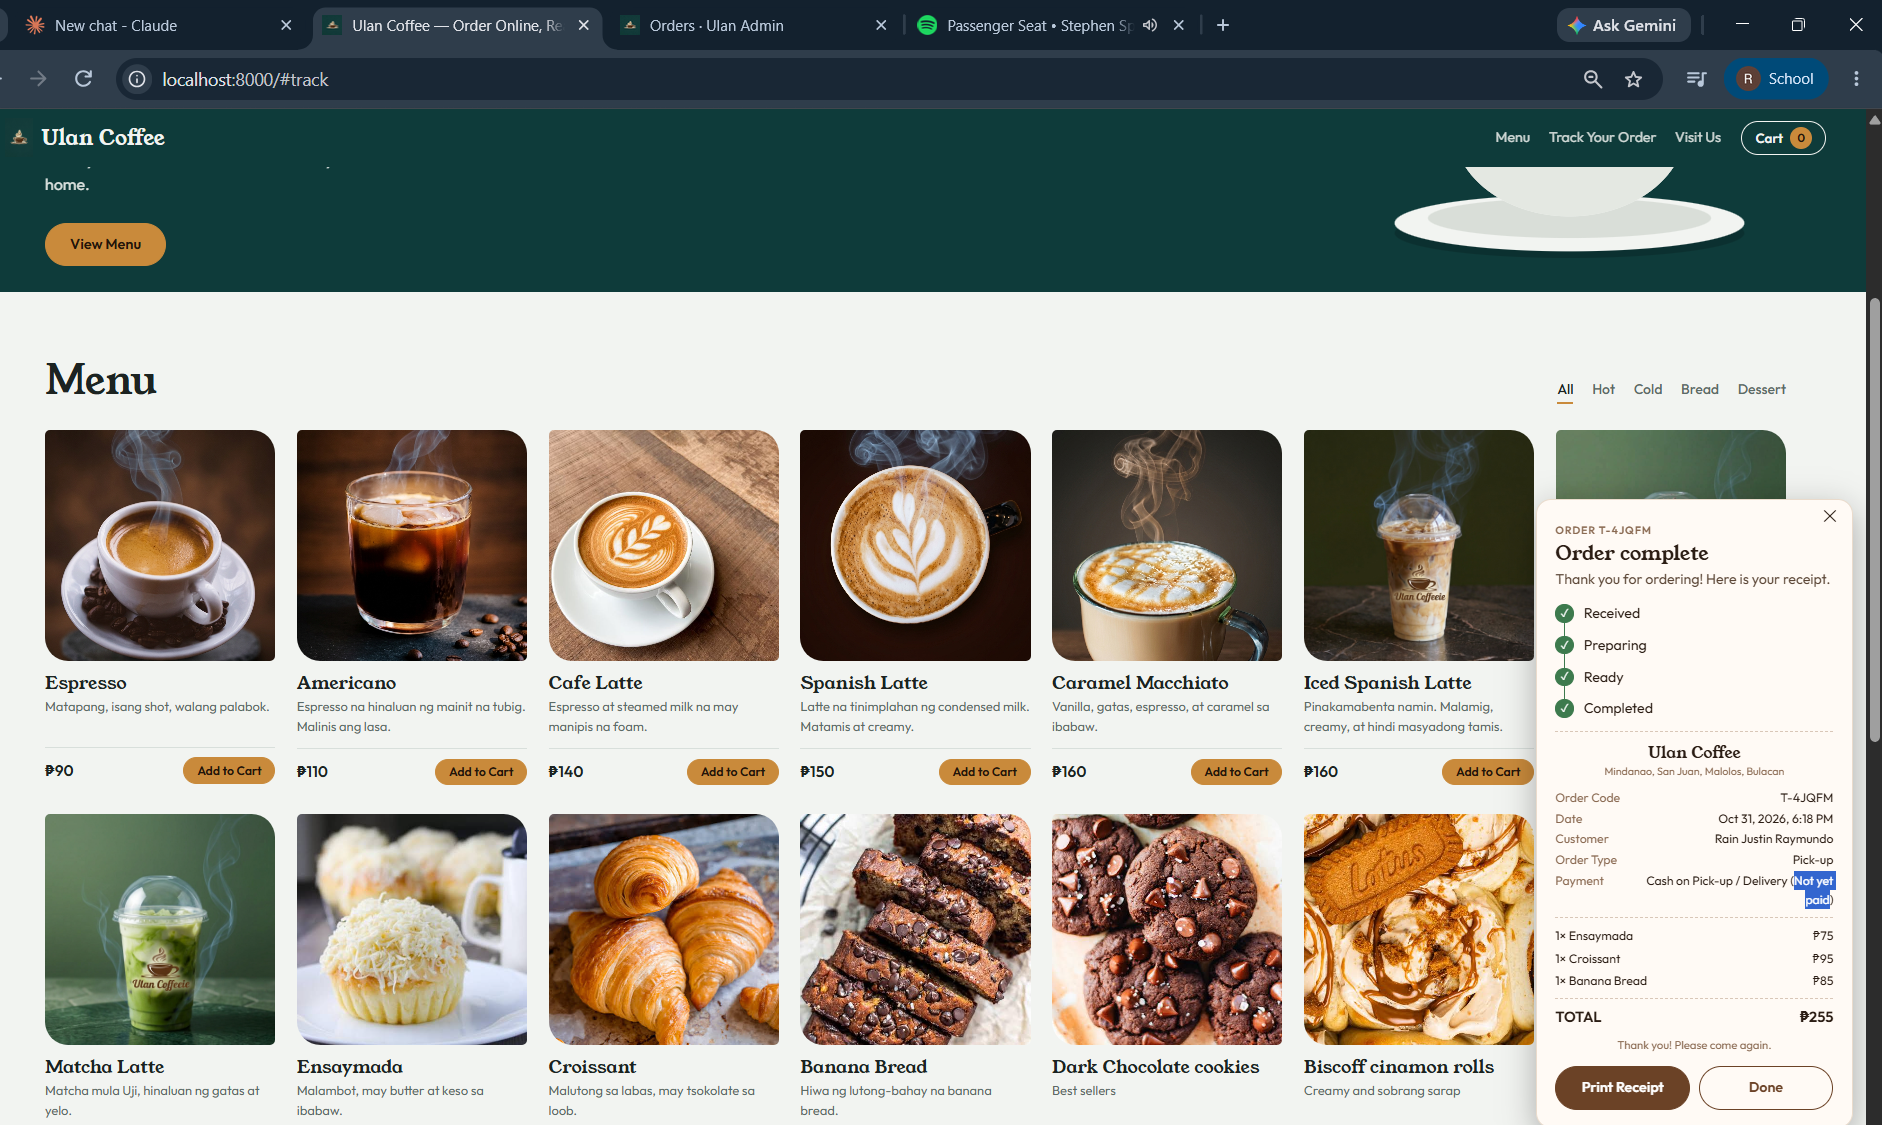 New chat - Claude
Ulan Coffee — Order Online, Re
Orders · Ulan Admin
Passenger Seat • Stephen Sp
Ask Gemini
localhost:8000/#track
R School
Ulan Coffee
Menu
Track Your Order
Visit Us
Cart 0
home.
View Menu
Menu
All
Hot
Cold
Bread
Dessert
Espresso
Matapang, isang shot, walang palabok.
₱90
Add to Cart
Americano
Espresso na hinaluan ng mainit na tubig.
Malinis ang lasa.
₱110
Add to Cart
Cafe Latte
Espresso at steamed milk na may
manipis na foam.
₱140
Add to Cart
Spanish Latte
Latte na tinimplahan ng condensed milk.
Matamis at creamy.
₱150
Add to Cart
Caramel Macchiato
Vanilla, gatas, espresso, at caramel sa
ibabaw.
₱160
Add to Cart
Ulan Coffeeie
Iced Spanish Latte
Pinakamabenta namin. Malamig,
creamy, at hindi masyadong tamis.
₱160
Add to Cart
Ulan Coffeeie
Matcha Latte
Matcha mula Uji, hinaluan ng gatas at
yelo.
Ensaymada
Malambot, may butter at keso sa
ibabaw.
Croissant
Malutong sa labas, may tsokolate sa
loob.
Banana Bread
Hiwa ng lutong-bahay na banana
bread.
Dark Chocolate cookies
Best sellers
Lotus
Biscoff cinamon rolls
Creamy and sobrang sarap
ORDER T-4JQFM
Order complete
Thank you for ordering! Here is your receipt.
Received
Preparing
Ready
Completed
Ulan Coffee
Mindanao, San Juan, Malolos, Bulacan
Order Code T-4JQFM
Date Oct 31, 2026, 6:18 PM
Customer Rain Justin Raymundo
Order Type Pick-up
Payment Cash on Pick-up / Delivery (Not yet
paid)
1× Ensaymada ₱75
1× Croissant ₱95
1× Banana Bread ₱85
TOTAL ₱255
Thank you! Please come again.
Print Receipt
Done